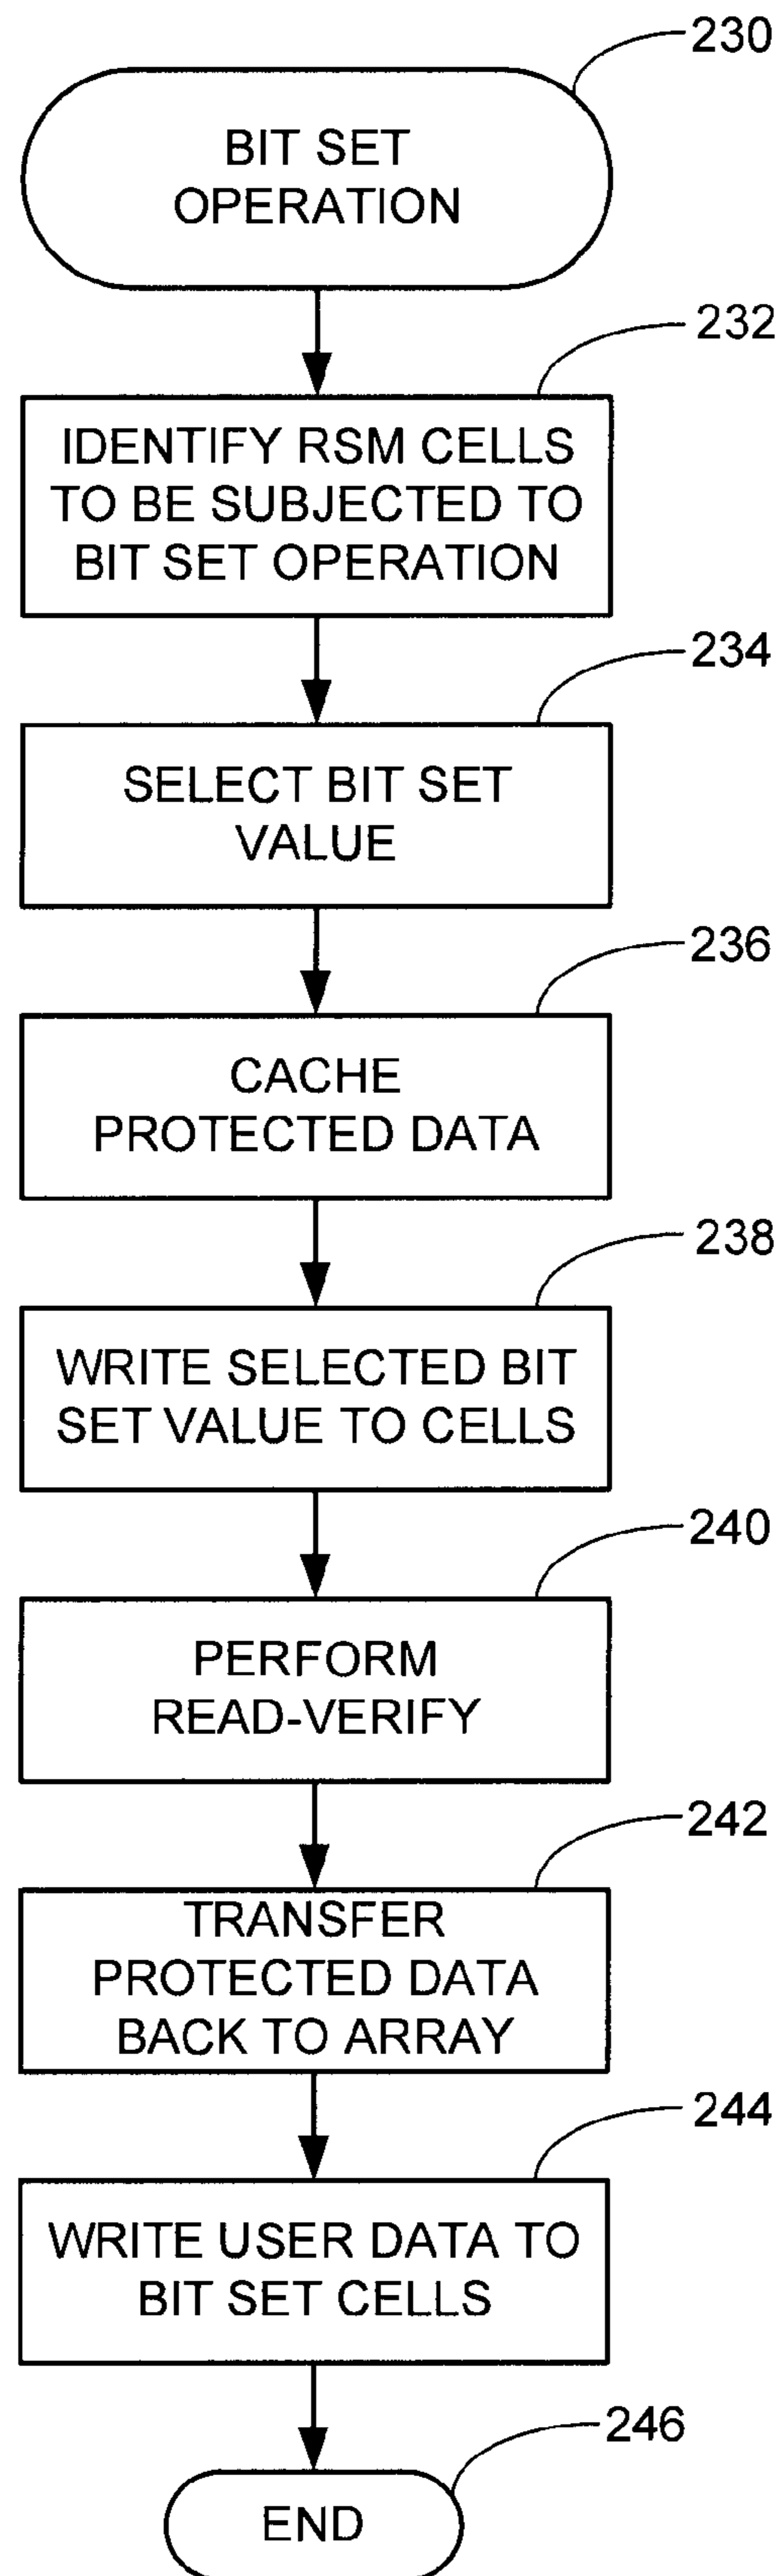 230
BIT SET
OPERATION
232
IDENTIFY RSM CELLS
TO BE SUBJECTED TO
BIT SET OPERATION
234
SELECT BIT SET
VALUE
236
CACHE
PROTECTED DATA
238
WRITE SELECTED BIT
SET VALUE TO CELLS
240
PERFORM
READ-VERIFY
242
TRANSFER
PROTECTED DATA
BACK TO ARRAY
244
WRITE USER DATA TO
BIT SET CELLS
246
END